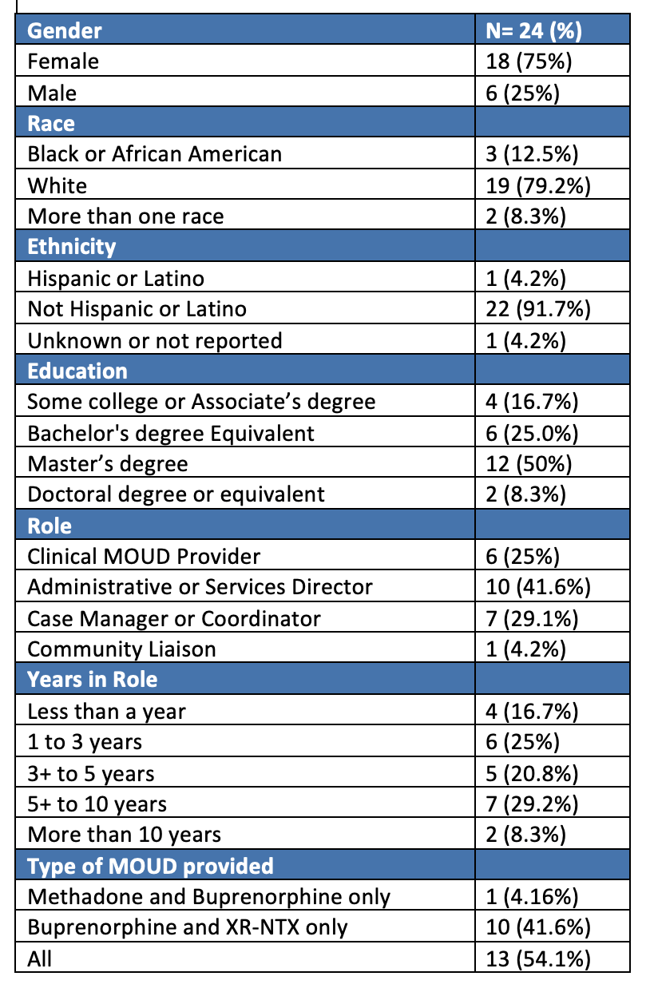 Gender N= 24 (%)
Female 18 (75%)
Male 6 (25%)
Race
Black or African American 3 (12.5%)
White 19 (79.2%)
More than one race 2 (8.3%)
Ethnicity
Hispanic or Latino 1 (4.2%)
Not Hispanic or Latino 22 (91.7%)
Unknown or not reported 1 (4.2%)
Education
Some college or Associate’s degree 4 (16.7%)
Bachelor's degree Equivalent 6 (25.0%)
Master’s degree 12 (50%)
Doctoral degree or equivalent 2 (8.3%)
Role
Clinical MOUD Provider 6 (25%)
Administrative or Services Director 10 (41.6%)
Case Manager or Coordinator 7 (29.1%)
Community Liaison 1 (4.2%)
Years in Role
Less than a year 4 (16.7%)
1 to 3 years 6 (25%)
3+ to 5 years 5 (20.8%)
5+ to 10 years 7 (29.2%)
More than 10 years 2 (8.3%)
Type of MOUD provided
Methadone and Buprenorphine only 1 (4.16%)
Buprenorphine and XR-NTX only 10 (41.6%)
All 13 (54.1%)